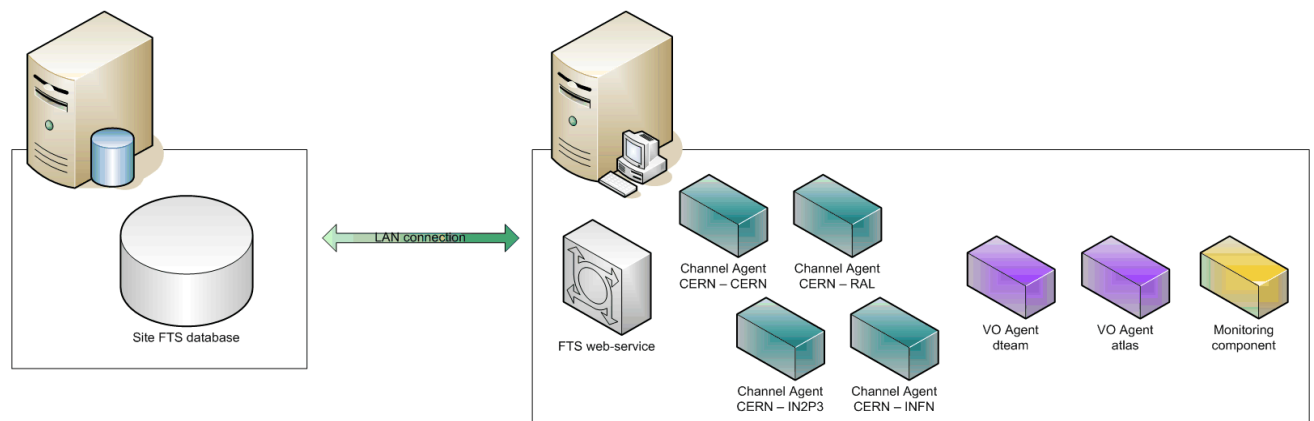 LAN connection
Site FTS database
FTS web-service
Channel Agent
CERN – CERN
Channel Agent
CERN – RAL
Channel Agent
CERN – IN2P3
Channel Agent
CERN – INFN
VO Agent
dteam
VO Agent
atlas
Monitoring
component